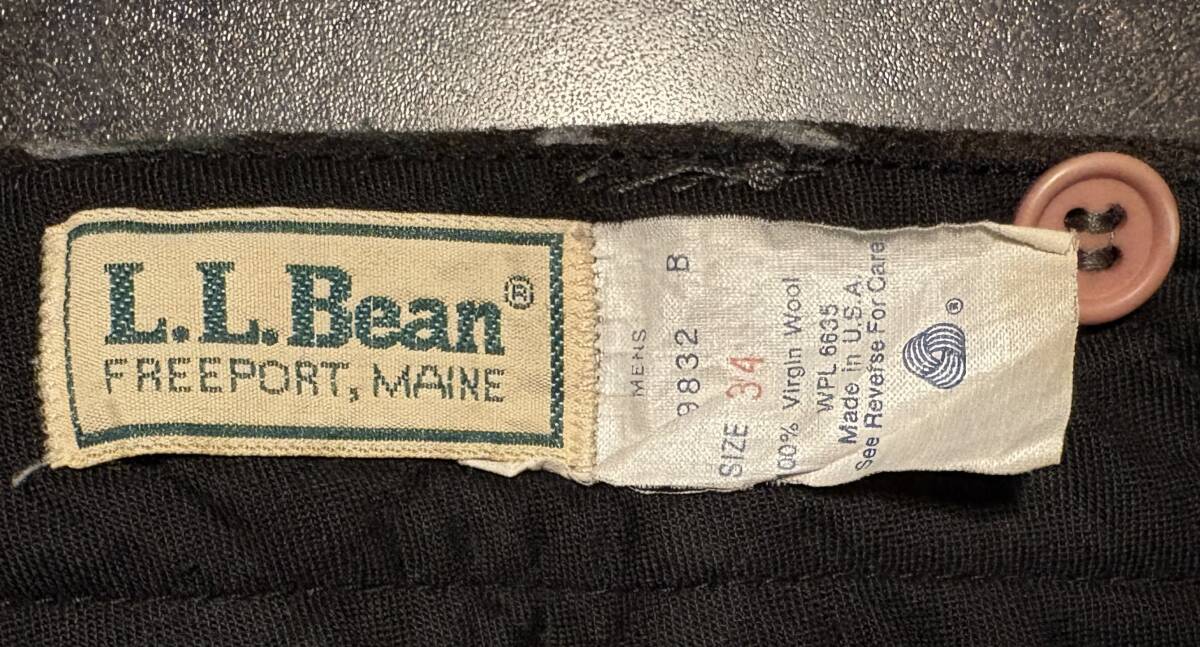 L.L.Bean®
FREEPORT, MAINE
MENS
9832 B
SIZE 34
00% Virgin Wool
WPL 6635
Made in U.S.A.
See Reverse For Care
®